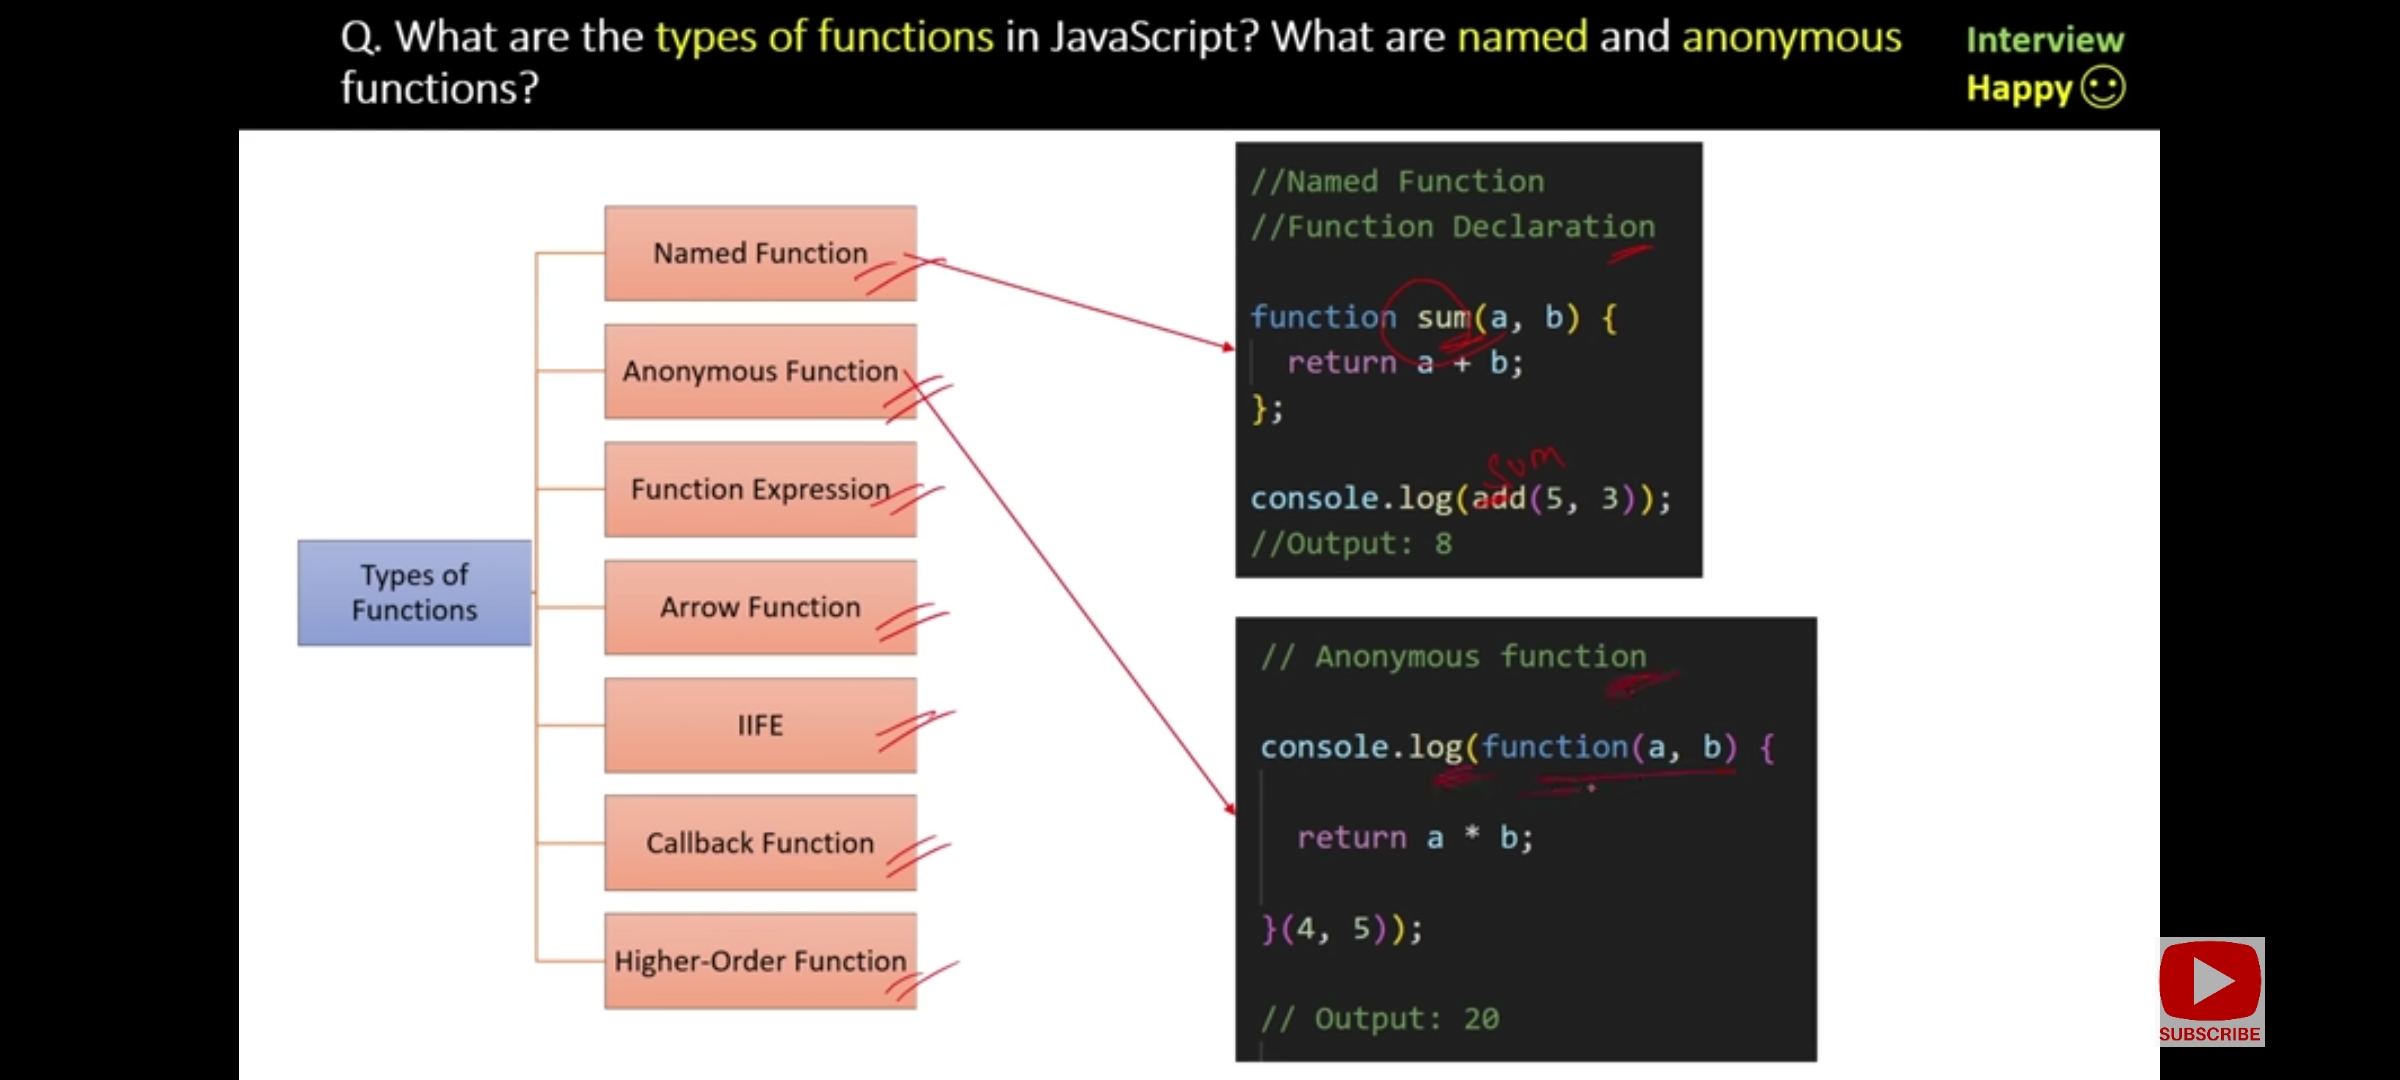 Q. What are the types of functions in JavaScript? What are named and anonymous
functions?
Interview
Happy
Types of
Functions
Named Function
Anonymous Function
Function Expression
Arrow Function
IIFE
Callback Function
Higher-Order Function
//Named Function
//Function Declaration
function sum(a, b) {
return a + b;
};
sum
console.log(add(5, 3));
//Output: 8
// Anonymous function
console.log(function(a, b) {
return a * b;
}(4, 5));
// Output: 20
SUBSCRIBE